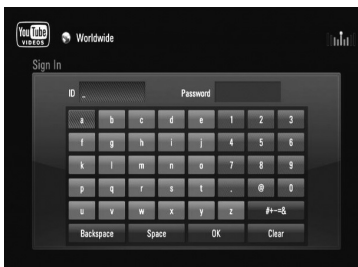 You Tube
VIDEOS
Worldwide
Sign In
ID _ Password
a b c d e 1 2 3
f g h i j 4 5 6
k l m n o 7 8 9
p q r s t . @ 0
u v w x y z #+-=&
Backspace Space OK Clear